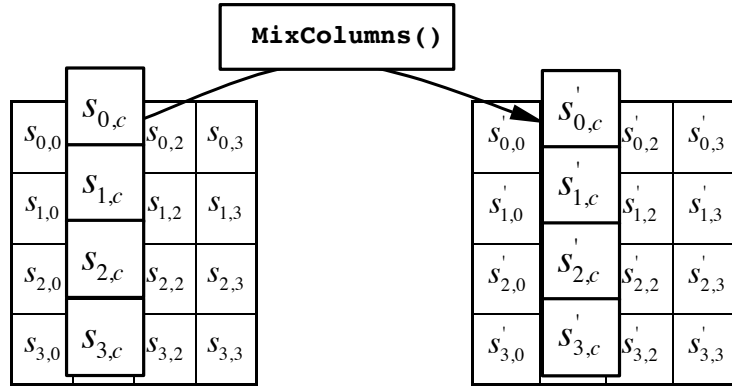 MixColumns()
s0,0 s0,c s0,2 s0,3 s'0,0 s'0,c s'0,2 s'0,3
s1,0 s1,c s1,2 s1,3 s'1,0 s'1,c s'1,2 s'1,3
s2,0 s2,c s2,2 s2,3 s'2,0 s'2,c s'2,2 s'2,3
s3,0 s3,c s3,2 s3,3 s'3,0 s'3,c s'3,2 s'3,3